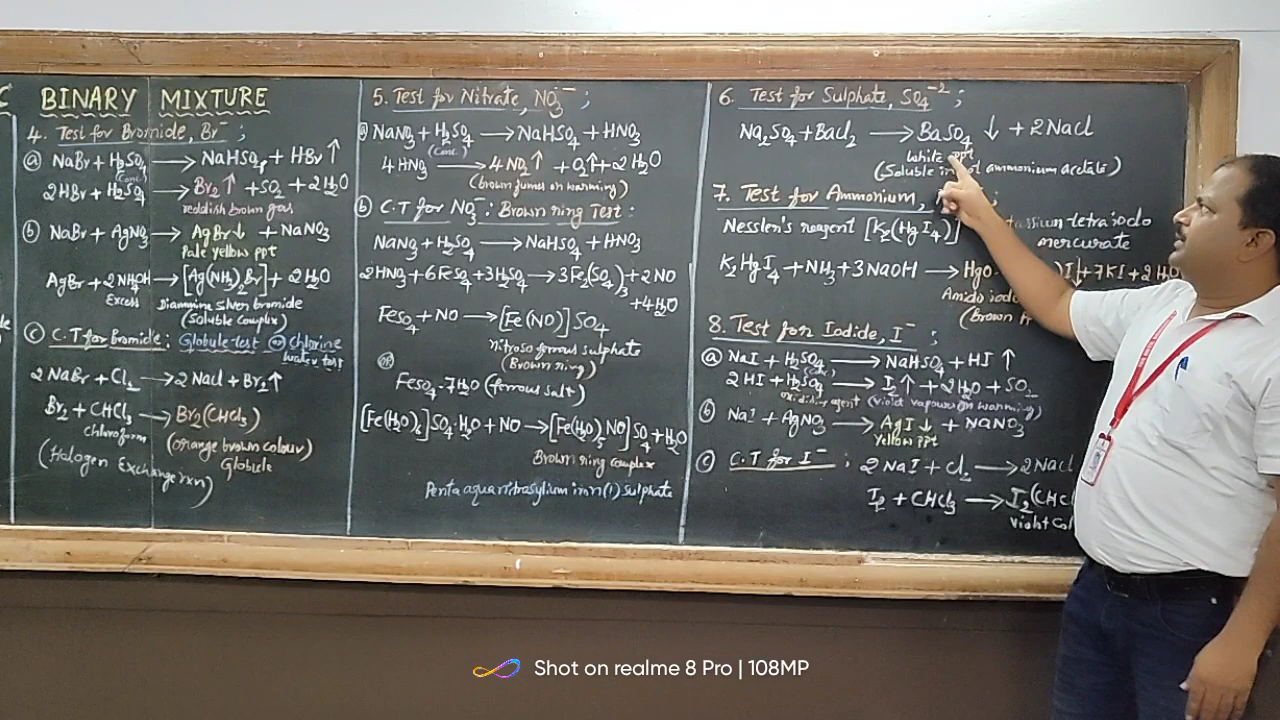 BINARY MIXTURE
4. Test for Bromide, Br⁻ ;
ⓐ NaBr + H₂SO₄ ⟶ NaHSO₄ + HBr ↑
(Conc.)
2HBr + H₂SO₄ ⟶ Br₂ ↑ + SO₂ + 2H₂O
reddish brown gas
ⓑ NaBr + AgNO₃ ⟶ AgBr↓ + NaNO₃
Pale yellow ppt
AgBr + 2NH₄OH ⟶ [Ag(NH₃)₂Br] + 2H₂O
Excess Diammine silver bromide
(Soluble complex)
ⓒ C.T for bromide ; Globule test or Chlorine
water test
2NaBr + Cl₂ ⟶ 2NaCl + Br₂↑
Br₂ + CHCl₃ ⟶ Br₂(CHCl₃)
Chloroform (orange brown colour)
Globule
(Halogen Exchange rxn)
5. Test for Nitrate, NO₃⁻ ;
ⓐ NaNO₃ + H₂SO₄ ⟶ NaHSO₄ + HNO₃
(Conc.)
4HNO₃ ⟶ 4NO₂↑ + O₂↑ + 2H₂O
(brown fumes on warming)
ⓑ C.T for NO₃⁻ : Brown ring Test :
NaNO₃ + H₂SO₄ ⟶ NaHSO₄ + HNO₃
2HNO₃ + 6FeSO₄ + 3H₂SO₄ ⟶ 3Fe₂(SO₄)₃ + 2NO
+ 4H₂O
FeSO₄ + NO ⟶ [Fe(NO)]SO₄
nitroso ferrous sulphate
(Brown ring)
or
FeSO₄·7H₂O (ferrous salt)
[Fe(H₂O)₆]SO₄·H₂O + NO ⟶ [Fe(H₂O)₅NO]SO₄ + H₂O
Brown ring complex
Penta aqua nitrosylium iron(I) sulphate
6. Test for Sulphate, SO₄⁻² ;
Na₂SO₄ + BaCl₂ ⟶ BaSO₄ ↓ + 2NaCl
White ppt
(Soluble in ammonium acetate)
7. Test for Ammonium, ;
Nessler's reagent [K₂(HgI₄)] tetraiodo
mercurate
K₂HgI₄ + NH₃ + 3NaOH ⟶ HgO I↓ + 7KI + 2H₂O
Amido
(Brown
8. Test for Iodide, I⁻ ;
ⓐ NaI + H₂SO₄ ⟶ NaHSO₄ + HI ↑
2HI + H₂SO₄ ⟶ I₂↑ + 2H₂O + SO₂
oxidising agent (violet vapours on warming)
ⓑ NaI + AgNO₃ ⟶ AgI ↓ + NaNO₃
Yellow ppt
ⓒ C.T for I⁻ ; 2NaI + Cl₂ ⟶ 2NaCl
I₂ + CHCl₃ ⟶ I₂(CHCl
Violet Col
Shot on realme 8 Pro | 108MP